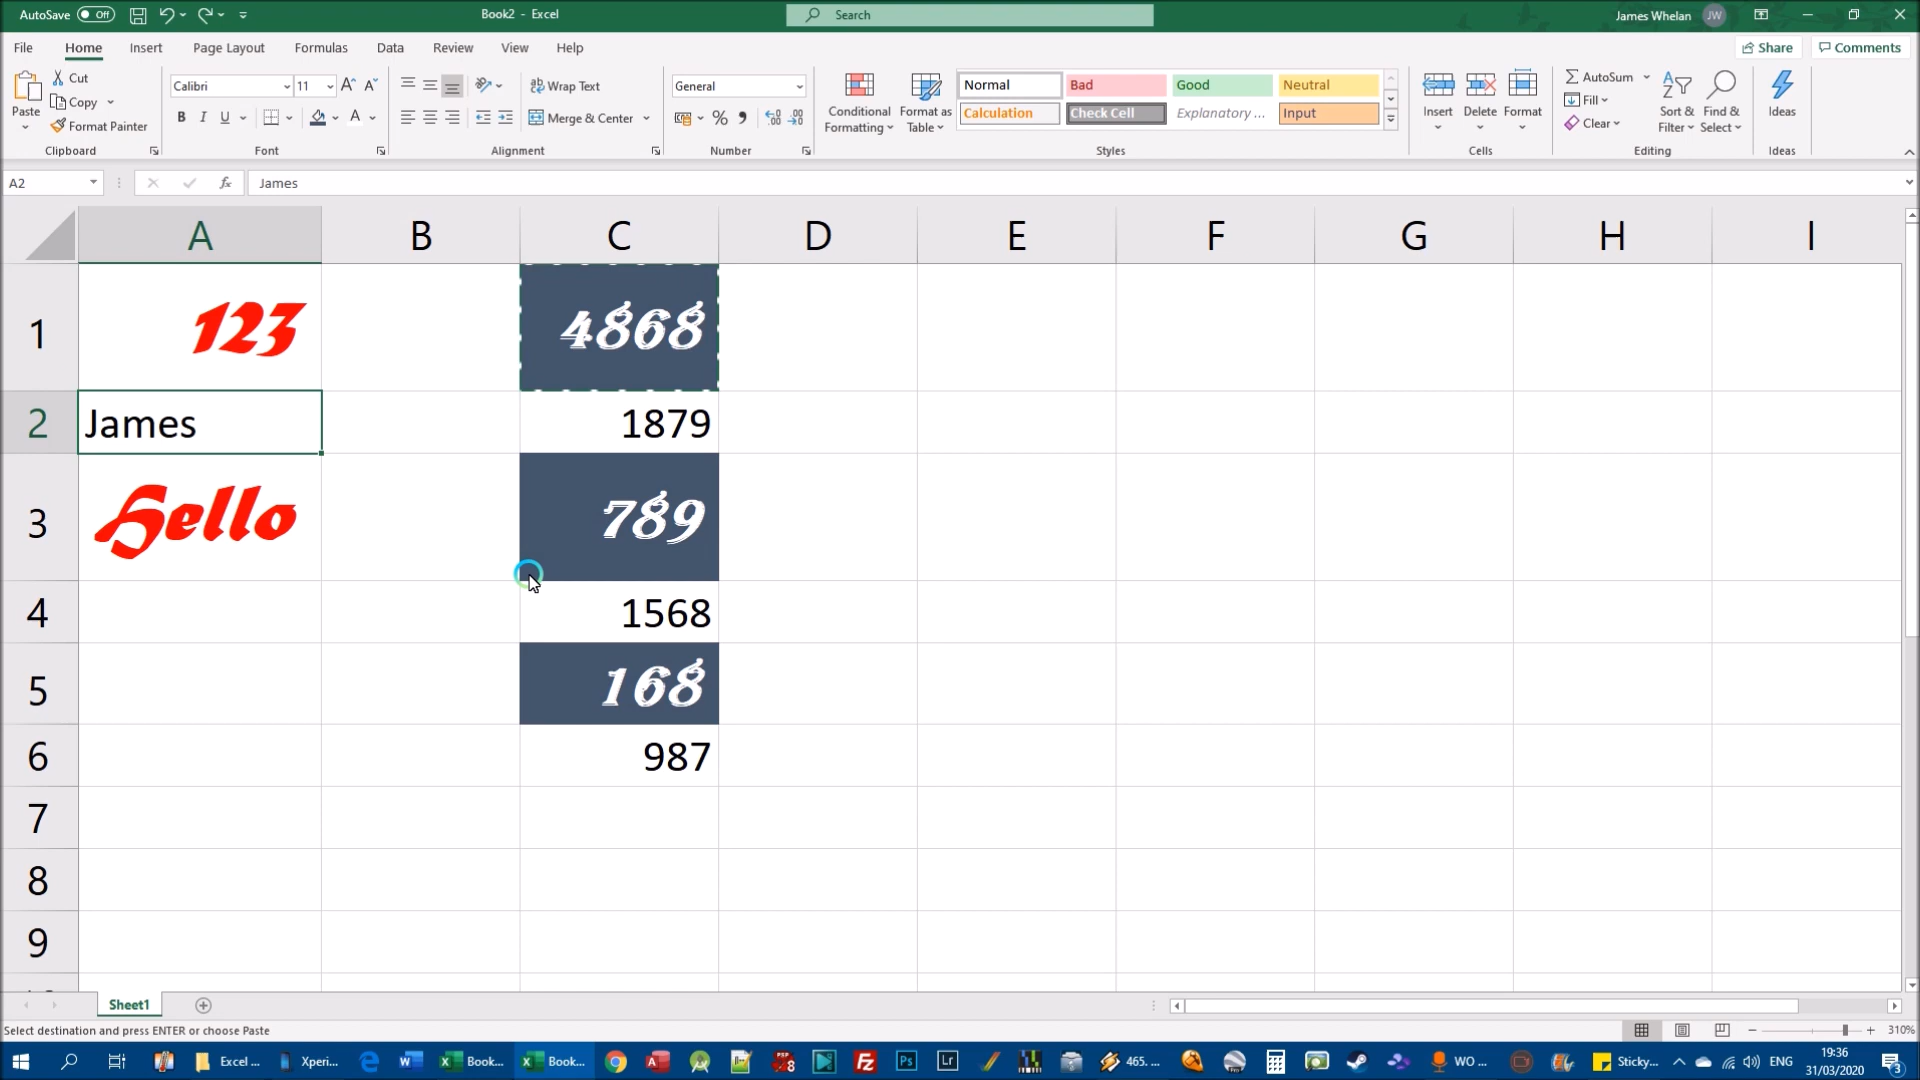 AutoSave Off Book2 - Excel Search James Whelan JW
File Home Insert Page Layout Formulas Data Review View Help Share Comments
Paste Cut Copy Format Painter Clipboard
Calibri 11 B I U A Font
Wrap Text Merge & Center Alignment
General % Number
Conditional Formatting Format as Table
Normal Bad Good Neutral
Calculation Check Cell Explanatory ... Input
Styles
Insert Delete Format Cells
AutoSum Fill Clear Sort & Filter Find & Select Editing
Ideas Ideas
A2 fx James
A B C D E F G H I
1 123 4868
2 James 1879
3 Hello 789
4 1568
5 168
6 987
7
8
9
Sheet1
Select destination and press ENTER or choose Paste 310%
Excel ... Xperi... Book... Book... 465. ... WO ... Sticky... ENG 19:36
31/03/2020
3